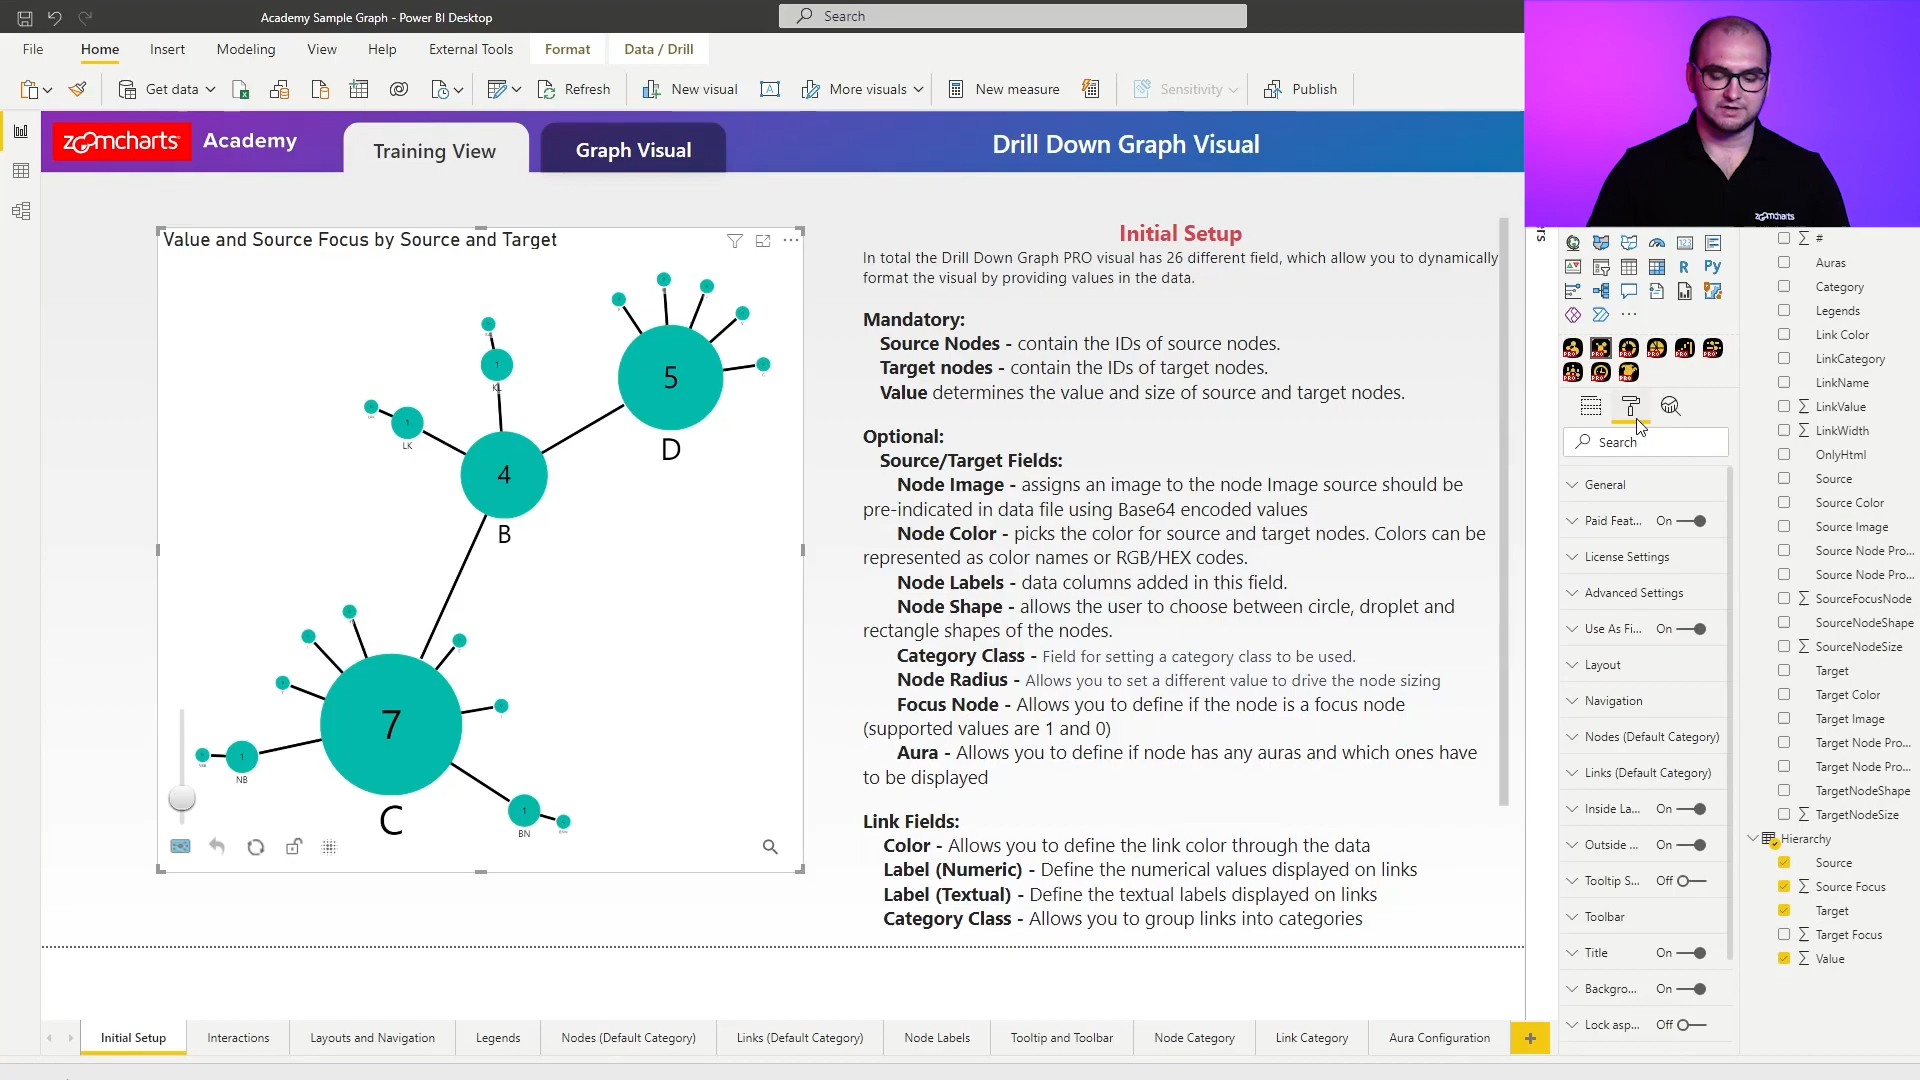 Academy Sample Graph - Power BI Desktop
Search
File
Home
Insert
Modeling
View
Help
External Tools
Format
Data / Drill
Get data
Refresh
New visual
More visuals
New measure
Sensitivity
Publish
zoomcharts Academy
Training View
Graph Visual
Drill Down Graph Visual
zoomcharts
Value and Source Focus by Source and Target
5
D
1
KL
1
LK
4
B
7
C
1
NB
1
BN
Initial Setup
In total the Drill Down Graph PRO visual has 26 different field, which allow you to dynamically
format the visual by providing values in the data.
Mandatory:
Source Nodes - contain the IDs of source nodes.
Target nodes - contain the IDs of target nodes.
Value determines the value and size of source and target nodes.
Optional:
Source/Target Fields:
Node Image - assigns an image to the node Image source should be
pre-indicated in data file using Base64 encoded values
Node Color - picks the color for source and target nodes. Colors can be
represented as color names or RGB/HEX codes.
Node Labels - data columns added in this field.
Node Shape - allows the user to choose between circle, droplet and
rectangle shapes of the nodes.
Category Class - Field for setting a category class to be used.
Node Radius - Allows you to set a different value to drive the node sizing
Focus Node - Allows you to define if the node is a focus node
(supported values are 1 and 0)
Aura - Allows you to define if node has any auras and which ones have
to be displayed
Link Fields:
Color - Allows you to define the link color through the data
Label (Numeric) - Define the numerical values displayed on links
Label (Textual) - Define the textual labels displayed on links
Category Class - Allows you to group links into categories
ers
123
R
Py
PRO
PRO
PRO
PRO
PRO
PRO
PRO
PRO
PRO
Search
General
Paid Feat... On
License Settings
Advanced Settings
Use As Fi... On
Layout
Navigation
Nodes (Default Category)
Links (Default Category)
Inside La... On
Outside ... On
Tooltip S... Off
Toolbar
Title On
Backgro... On
Lock asp... Off
∑ #
Auras
Category
Legends
Link Color
LinkCategory
LinkName
∑ LinkValue
∑ LinkWidth
OnlyHtml
Source
Source Color
Source Image
Source Node Pro...
Source Node Pro...
∑ SourceFocusNode
SourceNodeShape
∑ SourceNodeSize
Target
Target Color
Target Image
Target Node Pro...
Target Node Pro...
TargetNodeShape
∑ TargetNodeSize
Hierarchy
Source
∑ Source Focus
Target
∑ Target Focus
∑ Value
Initial Setup
Interactions
Layouts and Navigation
Legends
Nodes (Default Category)
Links (Default Category)
Node Labels
Tooltip and Toolbar
Node Category
Link Category
Aura Configuration
+